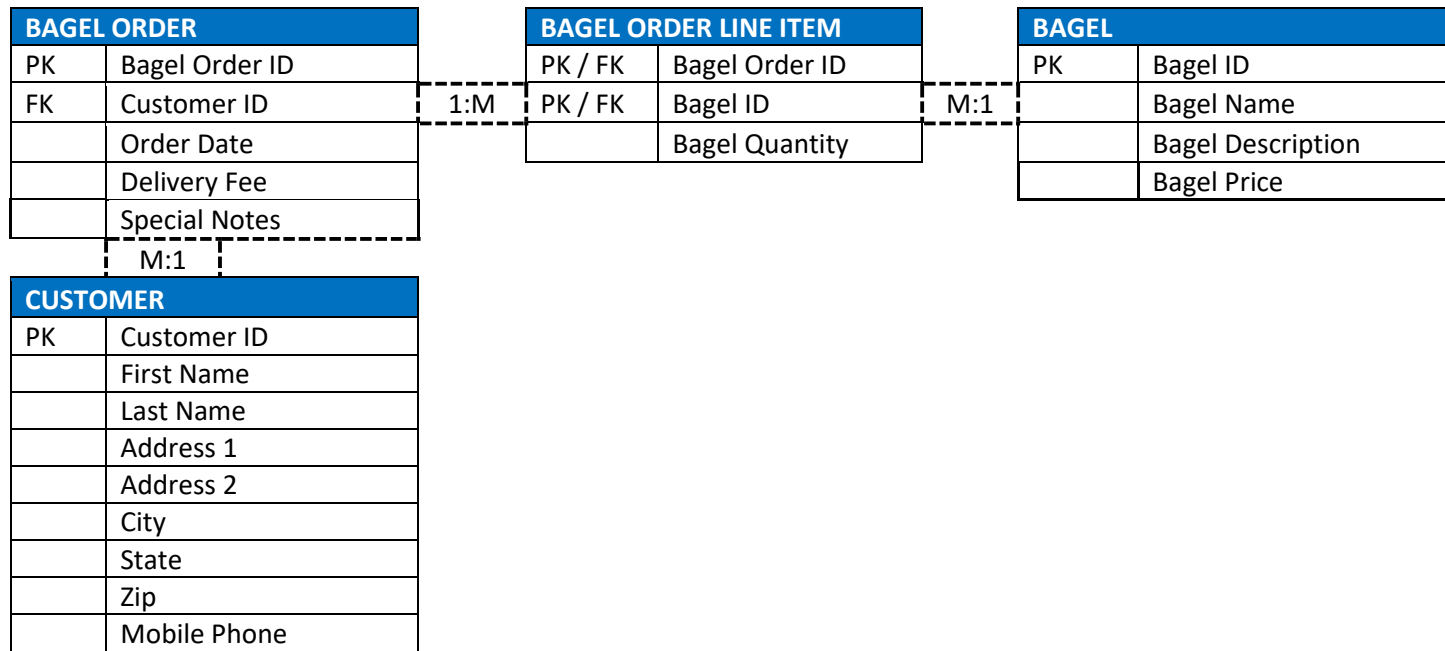 BAGEL ORDER BAGEL ORDER LINE ITEM BAGEL
PK Bagel Order ID PK / FK Bagel Order ID PK Bagel ID
FK Customer ID 1:M PK / FK Bagel ID M:1 Bagel Name
Order Date Bagel Quantity Bagel Description
Delivery Fee Bagel Price
Special Notes
M:1
CUSTOMER
PK Customer ID
First Name
Last Name
Address 1
Address 2
City
State
Zip
Mobile Phone